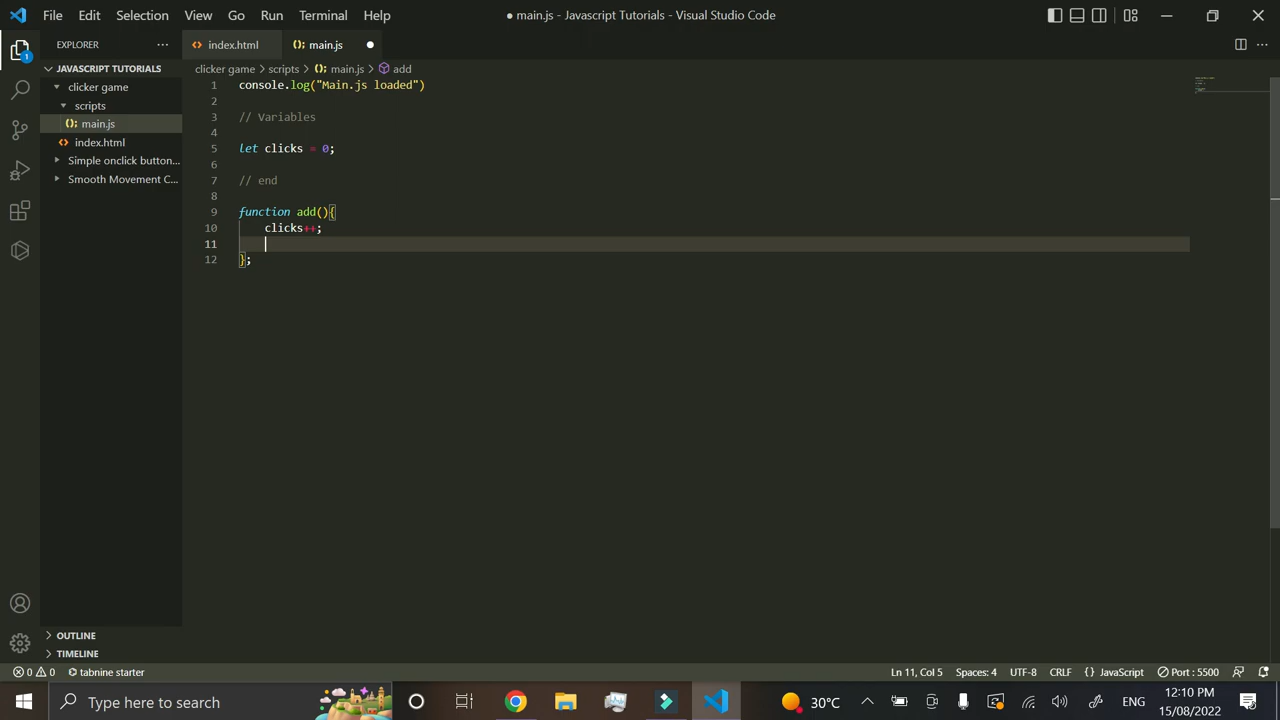 File Edit Selection View Go Run Terminal Help
● main.js - Javascript Tutorials - Visual Studio Code
EXPLORER
index.html
main.js
JAVASCRIPT TUTORIALS
clicker game
scripts
main.js
index.html
Simple onclick button...
Smooth Movement C...
clicker game > scripts > main.js > add
1 console.log("Main.js loaded")
2
3 // Variables
4
5 let clicks = 0;
6
7 // end
8
9 function add(){
10 clicks++;
11
12 };
OUTLINE
TIMELINE
1
0 0 tabnine starter
Ln 11, Col 5 Spaces: 4 UTF-8 CRLF {} JavaScript Port : 5500
Type here to search
30°C
ENG
12:10 PM
15/08/2022